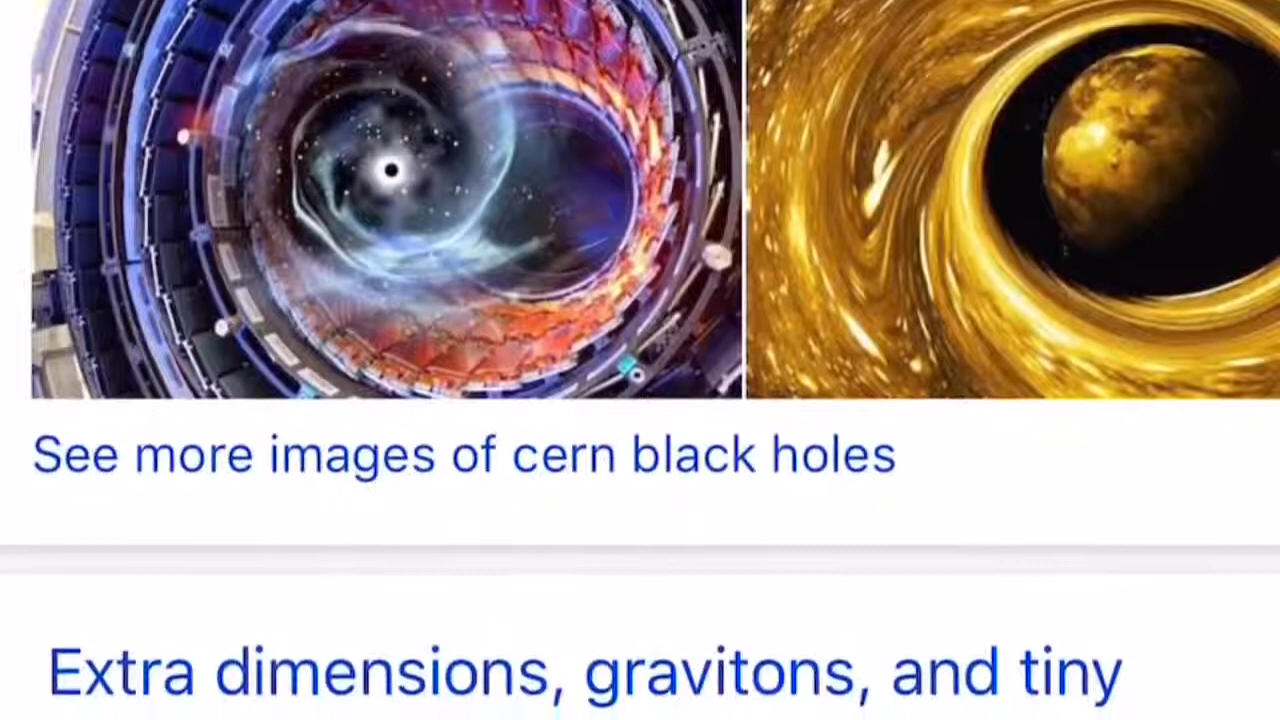 See more images of cern black holes
Extra dimensions, gravitons, and tiny